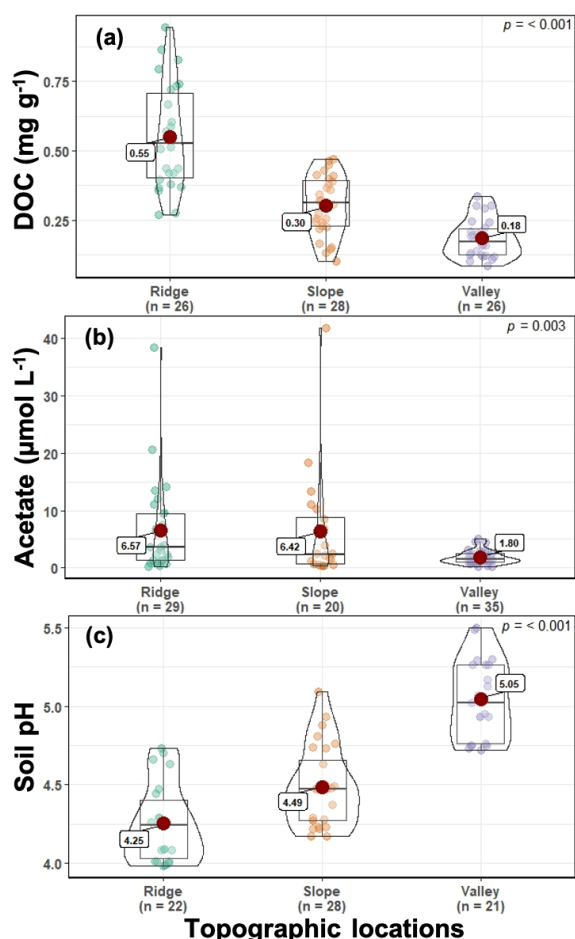 (a)
p = < 0.001
DOC (mg g⁻¹)
0.75
0.50
0.25
0.55
0.30
0.18
Ridge
(n = 26)
Slope
(n = 28)
Valley
(n = 26)
(b)
p = 0.003
Acetate (µmol L⁻¹)
40
30
20
10
0
6.57
6.42
1.80
Ridge
(n = 29)
Slope
(n = 20)
Valley
(n = 35)
(c)
p = < 0.001
Soil pH
5.5
5.0
4.5
4.0
4.25
4.49
5.05
Ridge
(n = 22)
Slope
(n = 28)
Valley
(n = 21)
Topographic locations